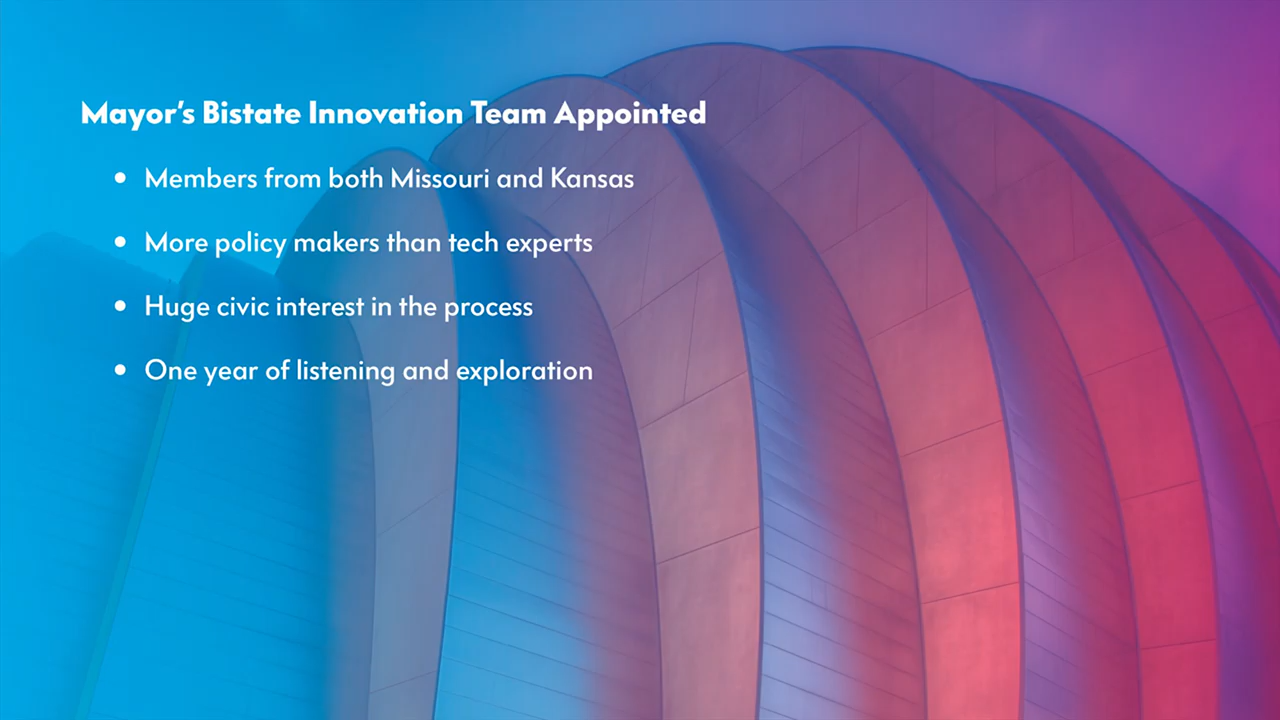 Mayor's Bistate Innovation Team Appointed
• Members from both Missouri and Kansas
• More policy makers than tech experts
• Huge civic interest in the process
• One year of listening and exploration